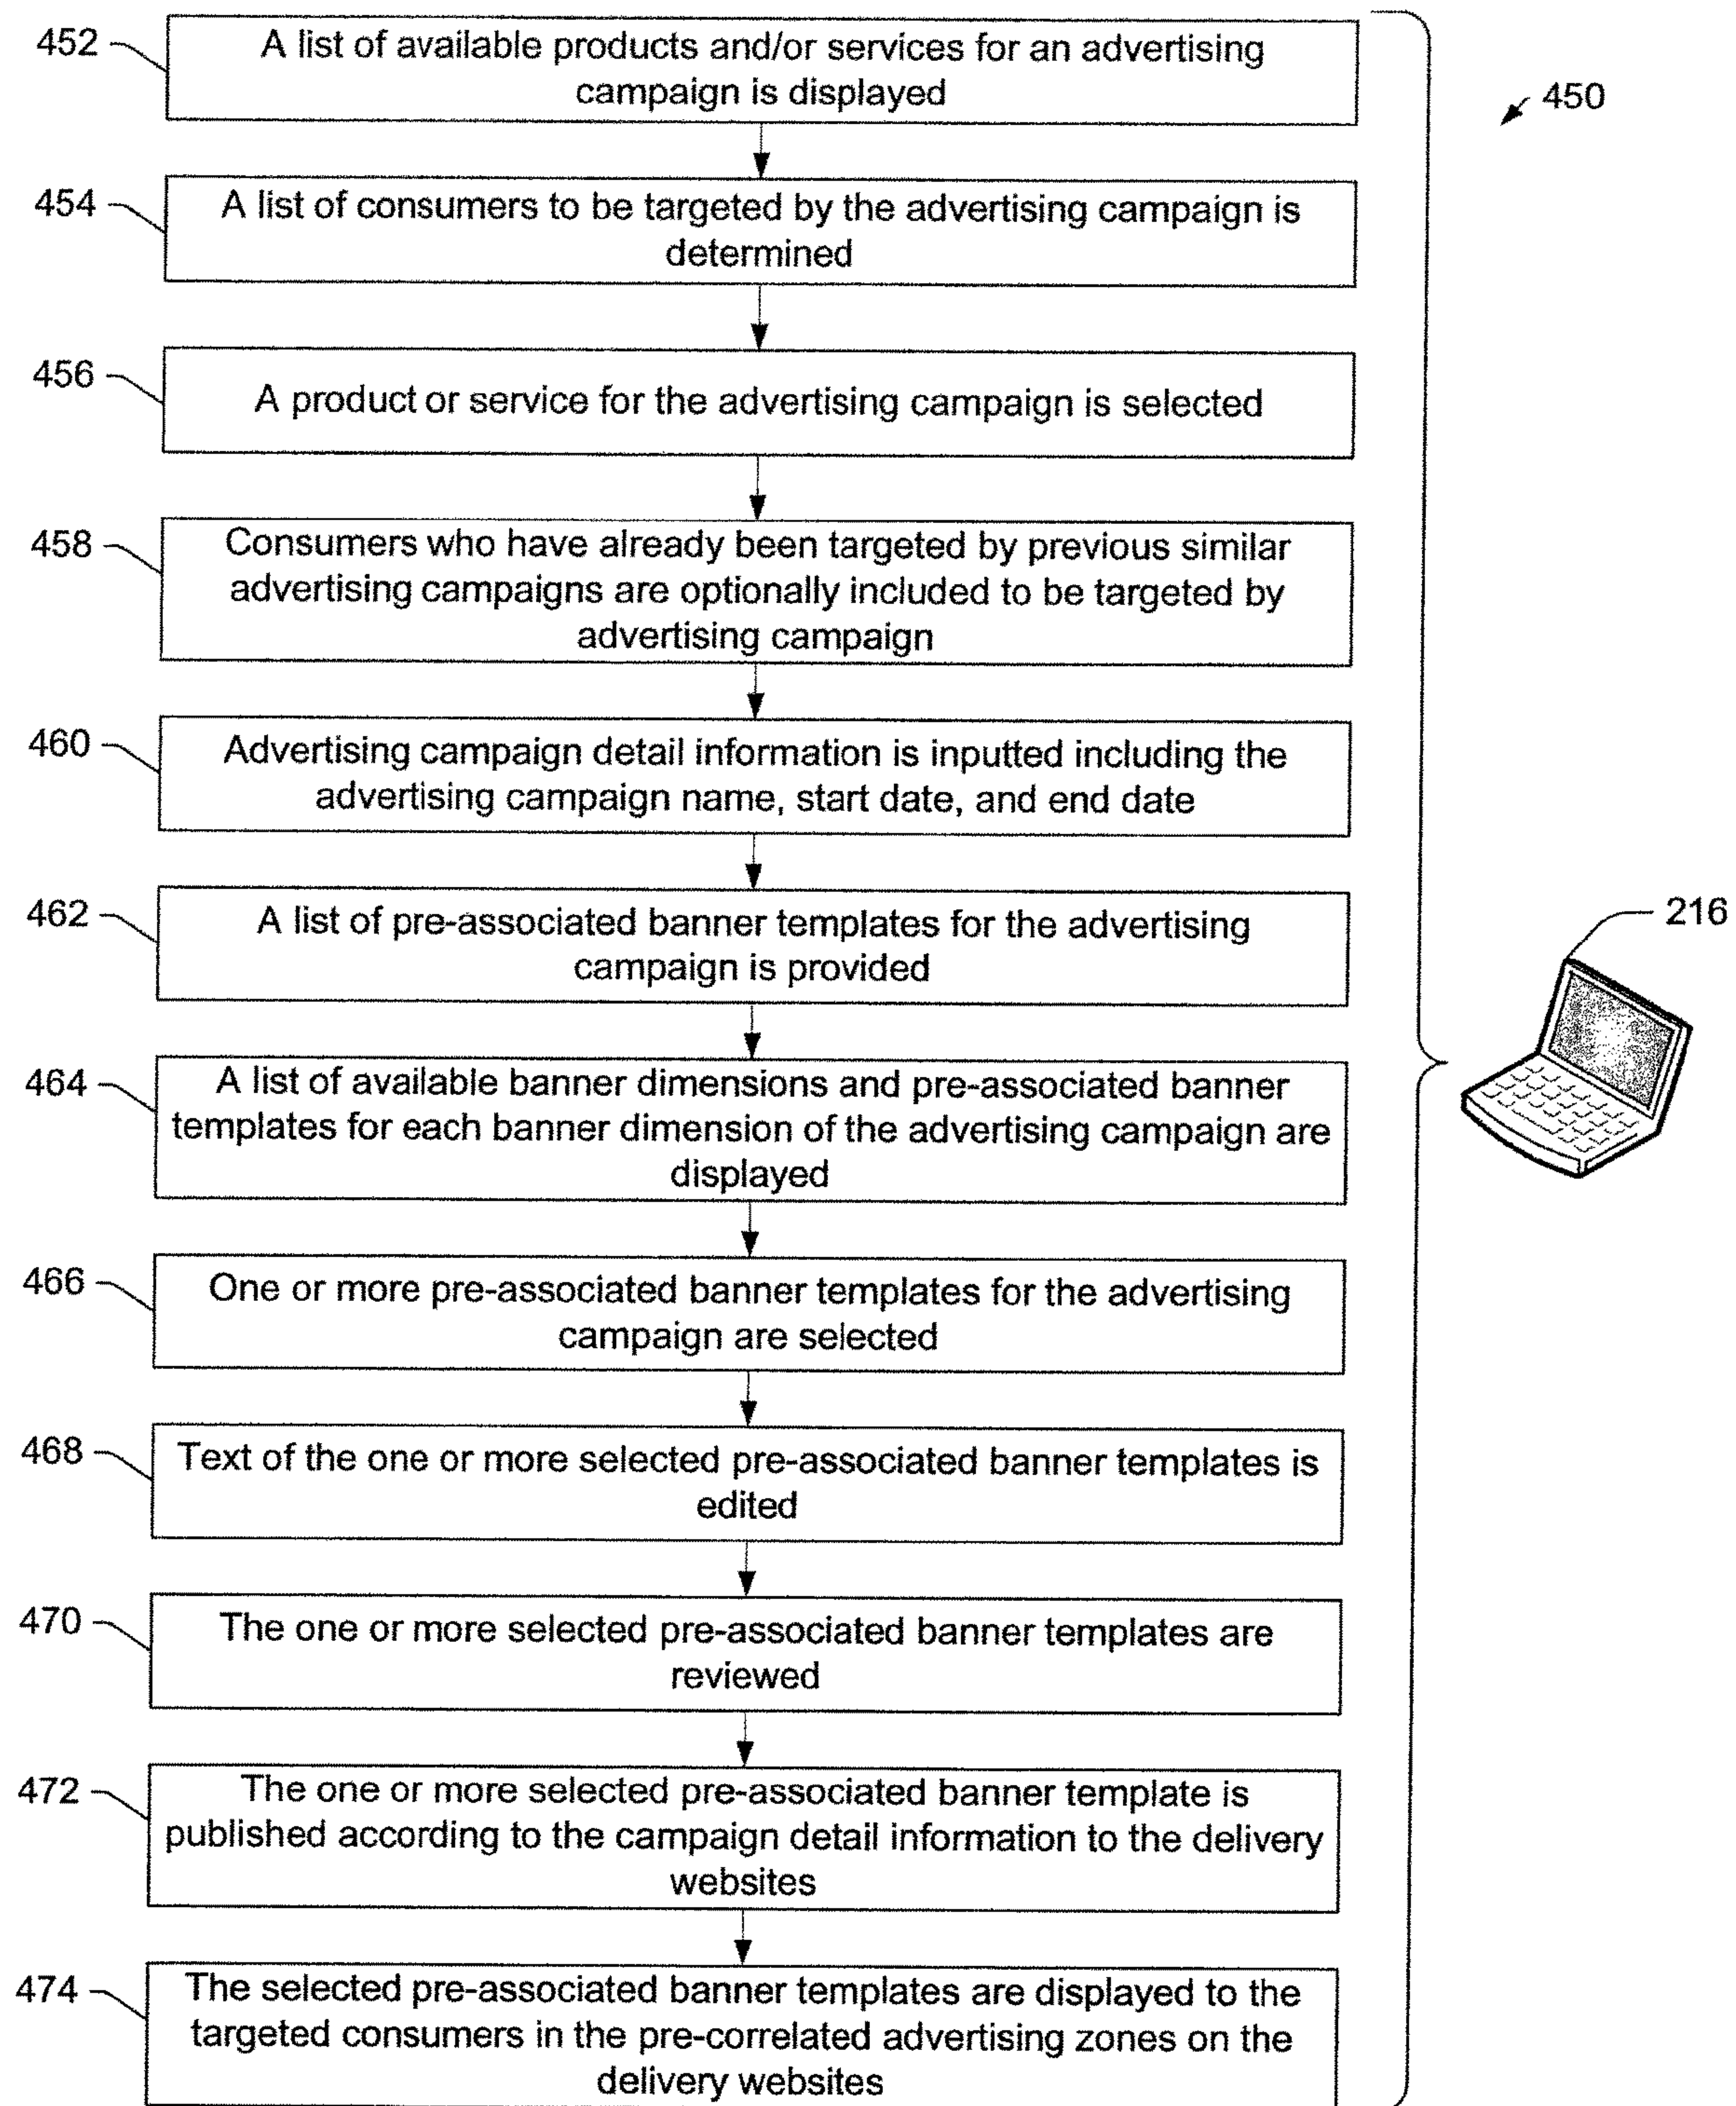 452
A list of available products and/or services for an advertising
campaign is displayed
450
454
A list of consumers to be targeted by the advertising campaign is
determined
456
A product or service for the advertising campaign is selected
458
Consumers who have already been targeted by previous similar
advertising campaigns are optionally included to be targeted by
advertising campaign
460
Advertising campaign detail information is inputted including the
advertising campaign name, start date, and end date
462
A list of pre-associated banner templates for the advertising
campaign is provided
216
464
A list of available banner dimensions and pre-associated banner
templates for each banner dimension of the advertising campaign are
displayed
466
One or more pre-associated banner templates for the advertising
campaign are selected
468
Text of the one or more selected pre-associated banner templates is
edited
470
The one or more selected pre-associated banner templates are
reviewed
472
The one or more selected pre-associated banner template is
published according to the campaign detail information to the delivery
websites
474
The selected pre-associated banner templates are displayed to the
targeted consumers in the pre-correlated advertising zones on the
delivery websites